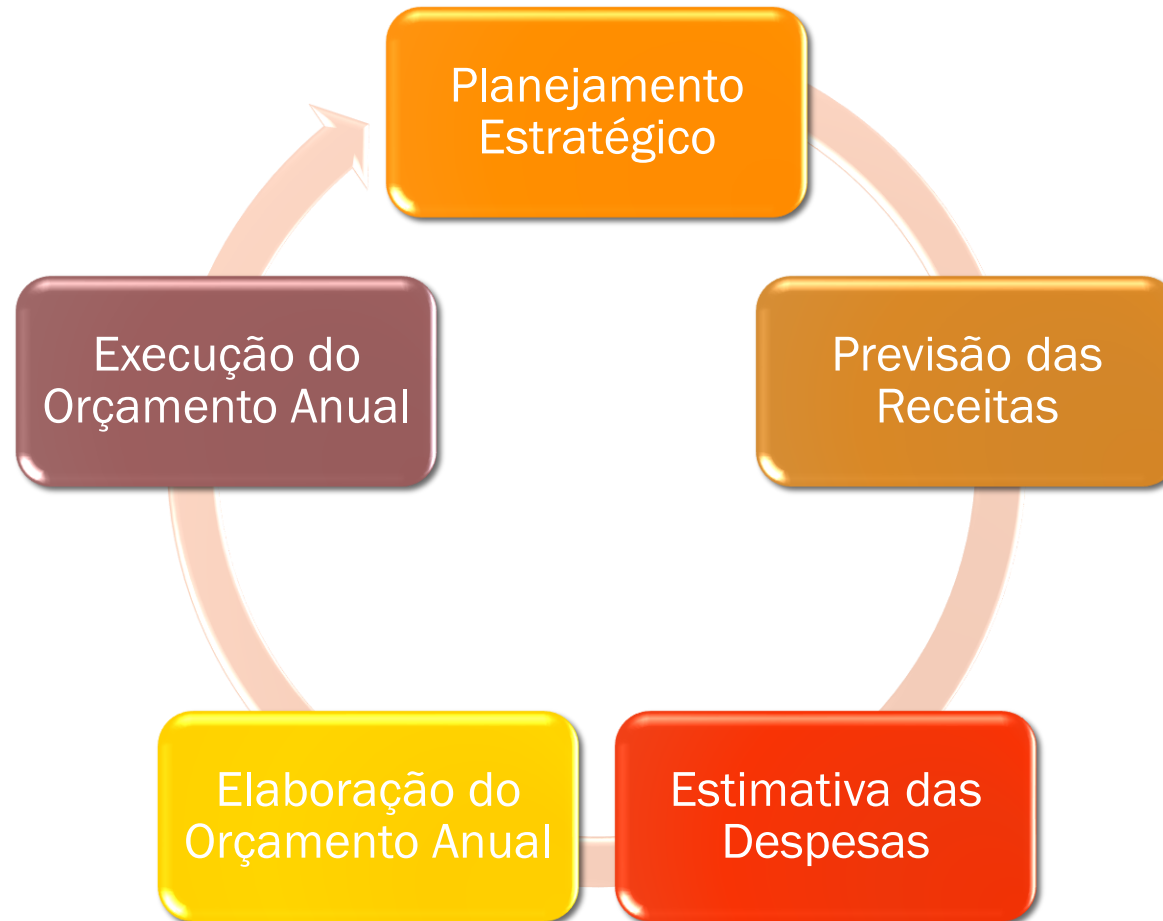 Planejamento
Estratégico
Previsão das
Receitas
Estimativa das
Despesas
Elaboração do
Orçamento Anual
Execução do
Orçamento Anual